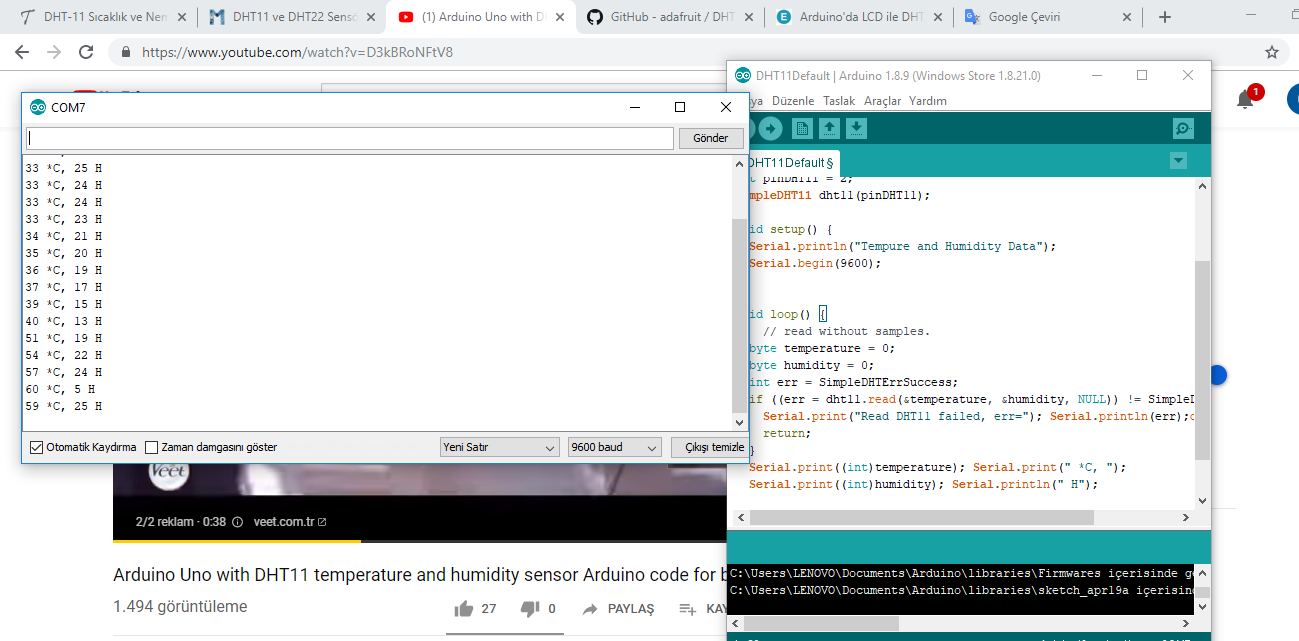 DHT-11 Sıcaklık ve Nen
DHT11 ve DHT22 Sensö
(1) Arduino Uno with D
GitHub - adafruit / DHT
Arduino'da LCD ile DHT
Google Çeviri
https://www.youtube.com/watch?v=D3kBRoNFtV8
1
COM7
Gönder
33 *C, 25 H
33 *C, 24 H
33 *C, 24 H
33 *C, 23 H
34 *C, 21 H
35 *C, 20 H
36 *C, 19 H
37 *C, 17 H
39 *C, 15 H
40 *C, 13 H
51 *C, 19 H
54 *C, 22 H
57 *C, 24 H
60 *C, 5 H
59 *C, 25 H
Otomatik Kaydırma Zaman damgasını göster Yeni Satır 9600 baud Çıkışı temizle
DHT11Default | Arduino 1.8.9 (Windows Store 1.8.21.0)
ya Düzenle Taslak Araçlar Yardım
DHT11Default §
t pinDHT11 = 2;
mpleDHT11 dht11(pinDHT11);
id setup() {
Serial.println("Tempure and Humidity Data");
Serial.begin(9600);
id loop() {
// read without samples.
byte temperature = 0;
byte humidity = 0;
int err = SimpleDHTErrSuccess;
if ((err = dht11.read(&temperature, &humidity, NULL)) != SimpleD
Serial.print("Read DHT11 failed, err="); Serial.println(err);
return;
}
Serial.print((int)temperature); Serial.print(" *C, ");
Serial.print((int)humidity); Serial.println(" H");
C:\Users\LENOVO\Documents\Arduino\libraries\Firmwares içerisinde g
C:\Users\LENOVO\Documents\Arduino\libraries\sketch_apr19a içerisin
Veet
2/2 reklam · 0:38 veet.com.tr
Arduino Uno with DHT11 temperature and humidity sensor Arduino code for b
1.494 görüntüleme
27 0 PAYLAŞ KAY